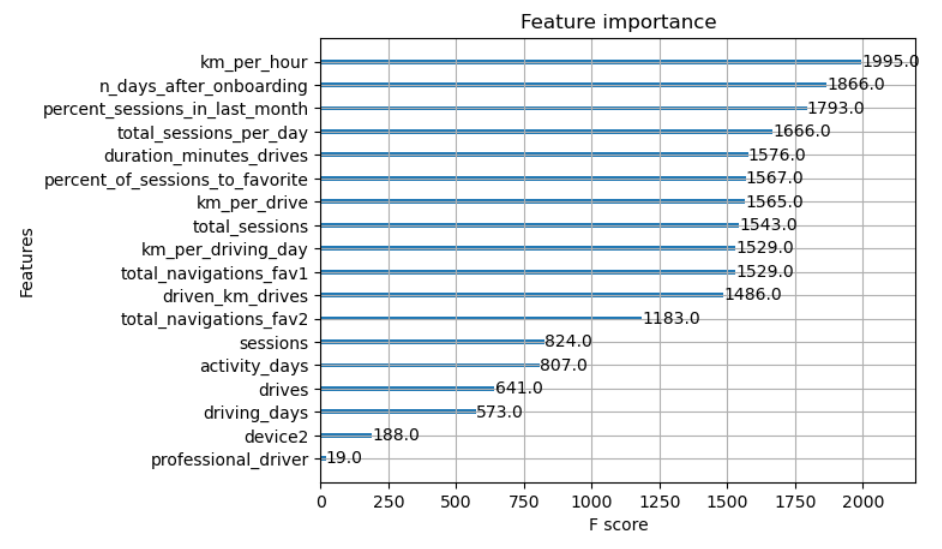 Feature importance
km_per_hour 1995.0
n_days_after_onboarding 1866.0
percent_sessions_in_last_month 1793.0
total_sessions_per_day 1666.0
duration_minutes_drives 1576.0
percent_of_sessions_to_favorite 1567.0
km_per_drive 1565.0
total_sessions 1543.0
km_per_driving_day 1529.0
total_navigations_fav1 1529.0
driven_km_drives 1486.0
total_navigations_fav2 1183.0
sessions 824.0
activity_days 807.0
drives 641.0
driving_days 573.0
device2 188.0
professional_driver 19.0
Features
0 250 500 750 1000 1250 1500 1750 2000
F score